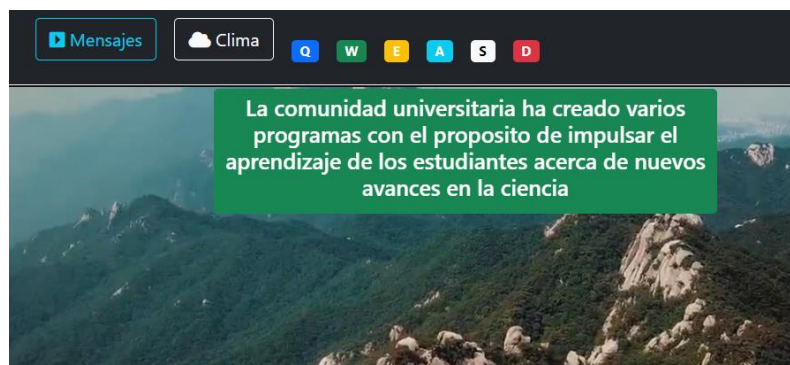 Mensajes Clima Q W E A S D
La comunidad universitaria ha creado varios
programas con el proposito de impulsar el
aprendizaje de los estudiantes acerca de nuevos
avances en la ciencia